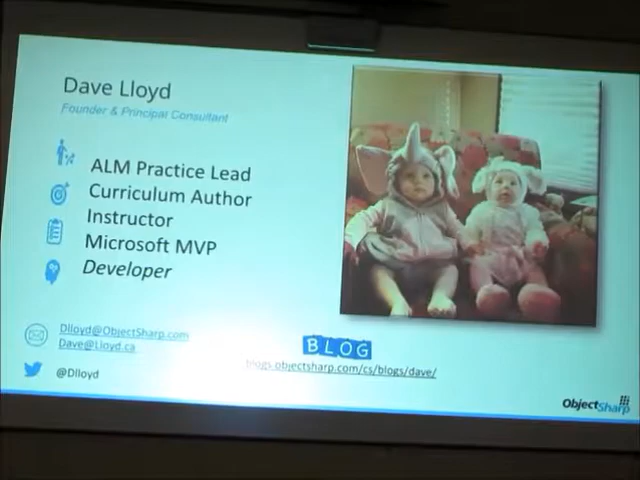 Dave Lloyd
Founder & Principal Consultant
ALM Practice Lead
Curriculum Author
Instructor
Microsoft MVP
Developer
Dlloyd@ObjectSharp.com
Dave@Lloyd.ca
@Dlloyd
BLOG
blogs.objectsharp.com/cs/blogs/dave/
ObjectSharp